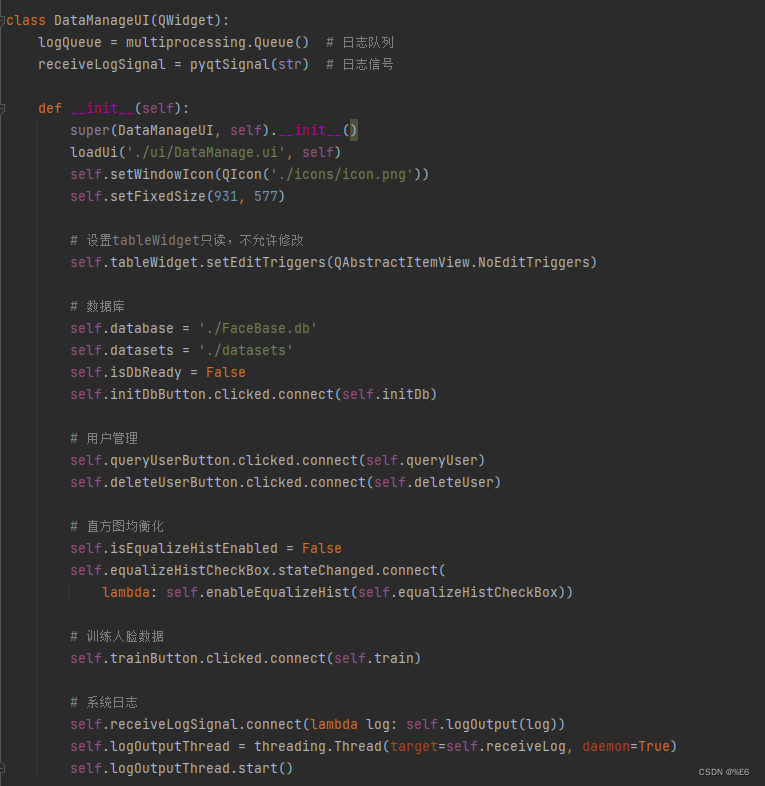 class DataManageUI(QWidget):
    logQueue = multiprocessing.Queue()  # 日志队列
    receiveLogSignal = pyqtSignal(str)  # 日志信号

    def __init__(self):
        super(DataManageUI, self).__init__()
        loadUi('./ui/DataManage.ui', self)
        self.setWindowIcon(QIcon('./icons/icon.png'))
        self.setFixedSize(931, 577)

        # 设置tableWidget只读，不允许修改
        self.tableWidget.setEditTriggers(QAbstractItemView.NoEditTriggers)

        # 数据库
        self.database = './FaceBase.db'
        self.datasets = './datasets'
        self.isDbReady = False
        self.initDbButton.clicked.connect(self.initDb)

        # 用户管理
        self.queryUserButton.clicked.connect(self.queryUser)
        self.deleteUserButton.clicked.connect(self.deleteUser)

        # 直方图均衡化
        self.isEqualizeHistEnabled = False
        self.equalizeHistCheckBox.stateChanged.connect(
            lambda: self.enableEqualizeHist(self.equalizeHistCheckBox))

        # 训练人脸数据
        self.trainButton.clicked.connect(self.train)

        # 系统日志
        self.receiveLogSignal.connect(lambda log: self.logOutput(log))
        self.logOutputThread = threading.Thread(target=self.receiveLog, daemon=True)
        self.logOutputThread.start()
CSDN @%E6